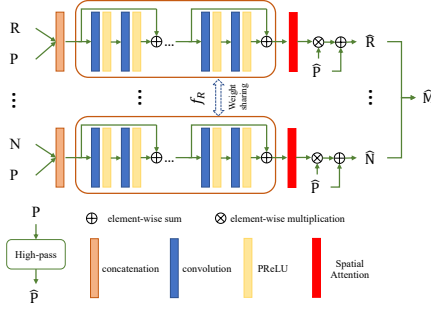 R
P
...
R̂
P̂
...
...
...
f_R
Weight
sharing
M̂
N
P
...
N̂
P̂
P
High-pass
P̂
element-wise sum
element-wise multiplication
concatenation
convolution
PReLU
Spatial
Attention